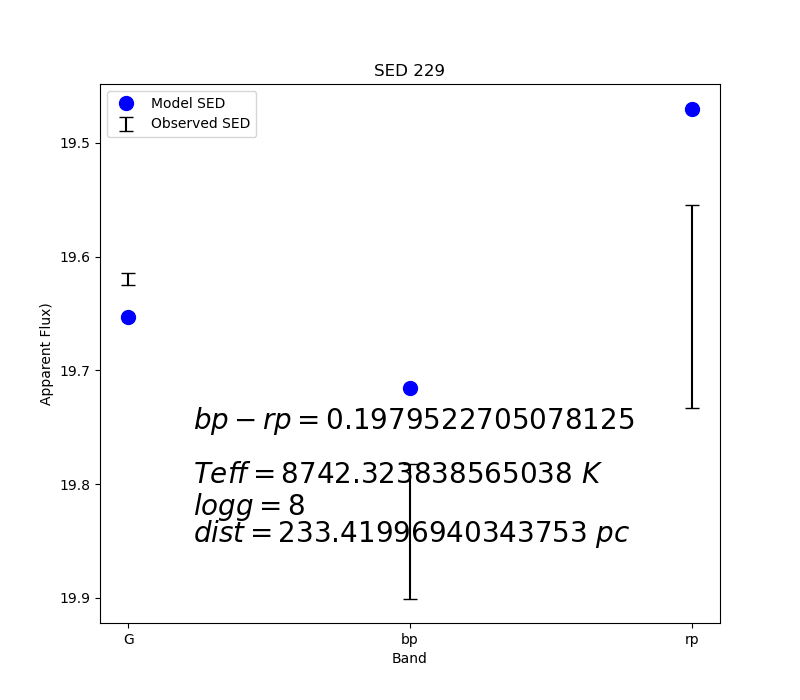 SED 229
Model SED
Observed SED
19.5
19.6
19.7
19.8
19.9
Apparent Flux)
bp − rp = 0.1979522705078125
Teff = 8742.323838565038 K
logg = 8
dist = 233.41996940343753 pc
G bp rp
Band